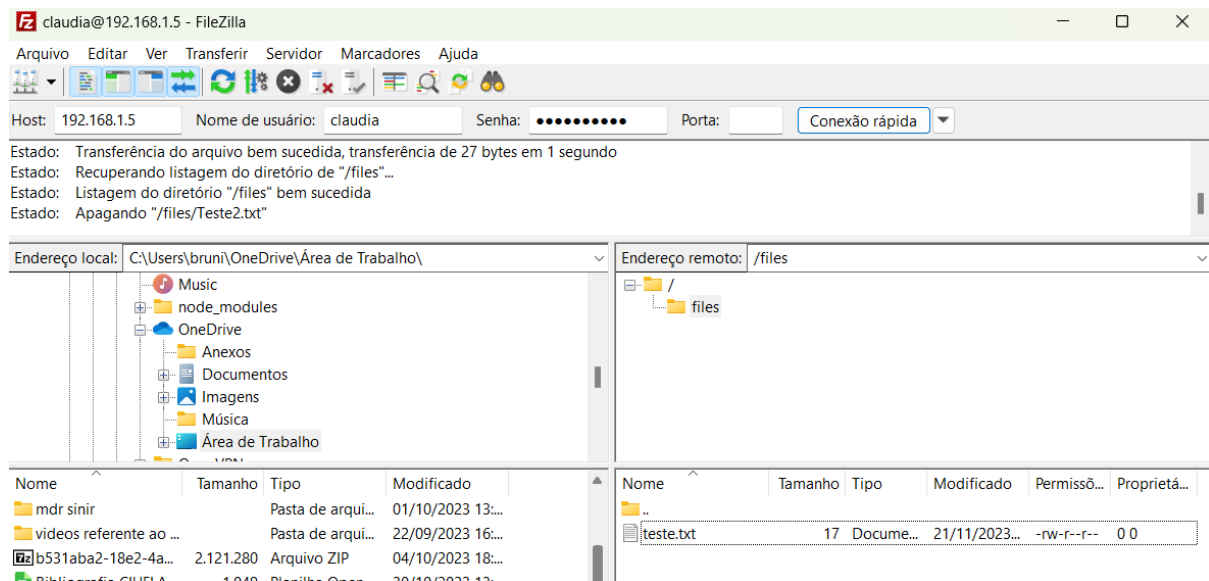 claudia@192.168.1.5 - FileZilla
Arquivo Editar Ver Transferir Servidor Marcadores Ajuda
Host: 192.168.1.5 Nome de usuário: claudia Senha: ●●●●●●●●●● Porta: Conexão rápida
Estado: Transferência do arquivo bem sucedida, transferência de 27 bytes em 1 segundo
Estado: Recuperando listagem do diretório de "/files"...
Estado: Listagem do diretório "/files" bem sucedida
Estado: Apagando "/files/Teste2.txt"
Endereço local: C:\Users\bruni\OneDrive\Área de Trabalho\
Music
node_modules
OneDrive
Anexos
Documentos
Imagens
Música
Área de Trabalho
Nome Tamanho Tipo Modificado
mdr sinir Pasta de arqui... 01/10/2023 13:...
videos referente ao ... Pasta de arqui... 22/09/2023 16:...
b531aba2-18e2-4a... 2.121.280 Arquivo ZIP 04/10/2023 18:...
Endereço remoto: /files
/
files
Nome Tamanho Tipo Modificado Permissõ... Proprietá...
..
teste.txt 17 Docume... 21/11/2023... -rw-r--r-- 0 0